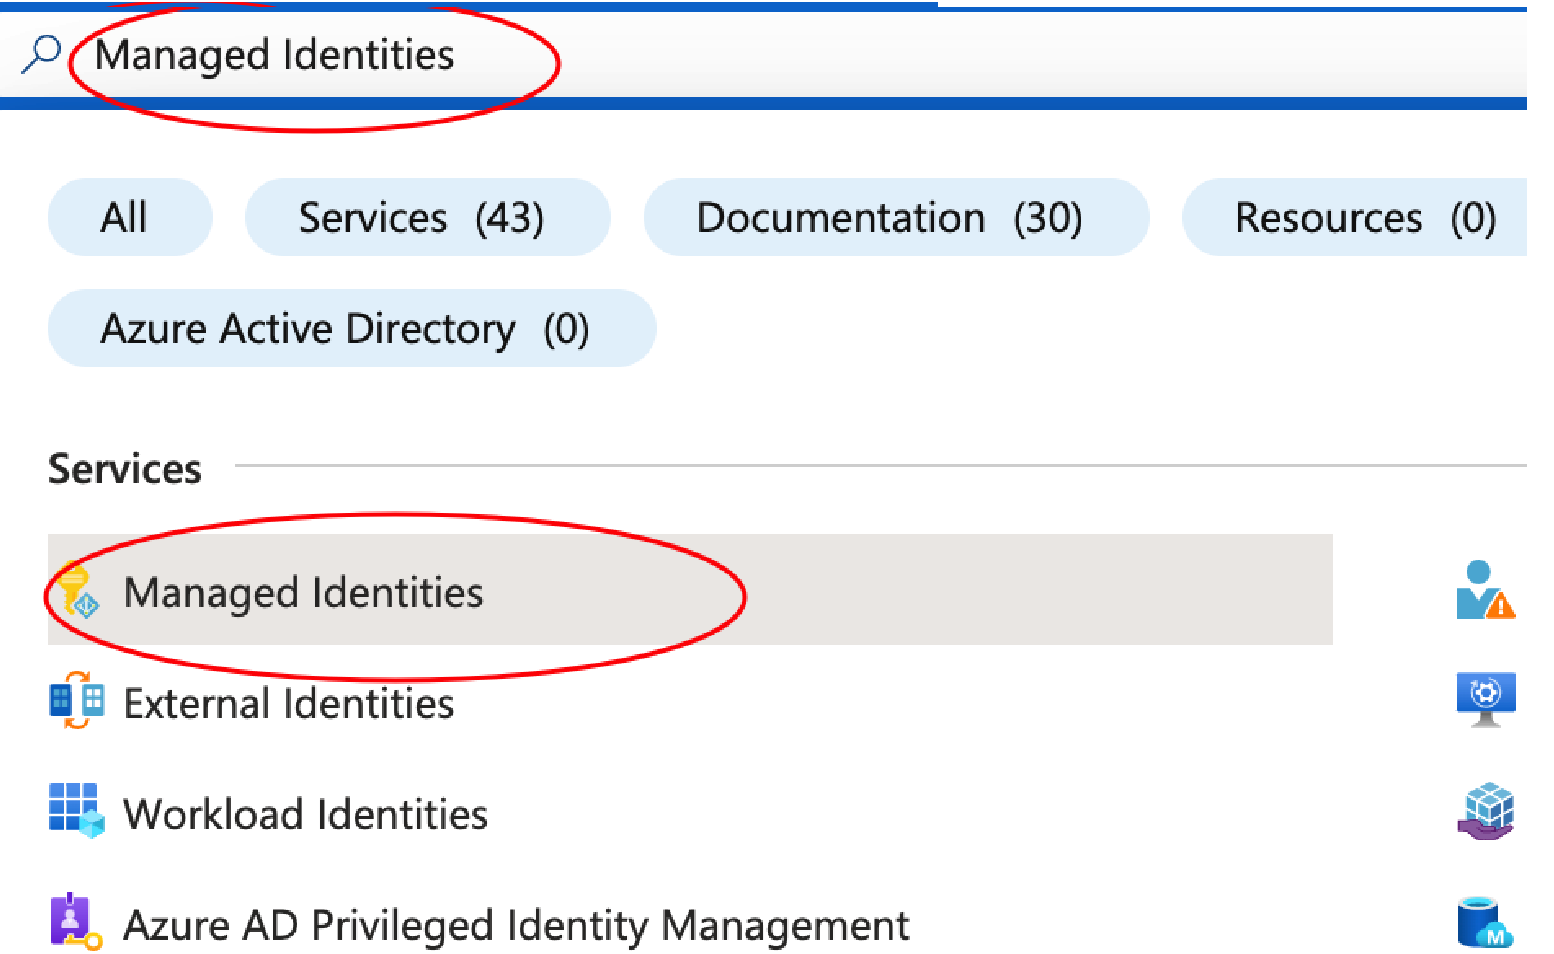 Managed Identities
All Services (43) Documentation (30) Resources (0)
Azure Active Directory (0)
Services
Managed Identities
External Identities
Workload Identities
Azure AD Privileged Identity Management
M